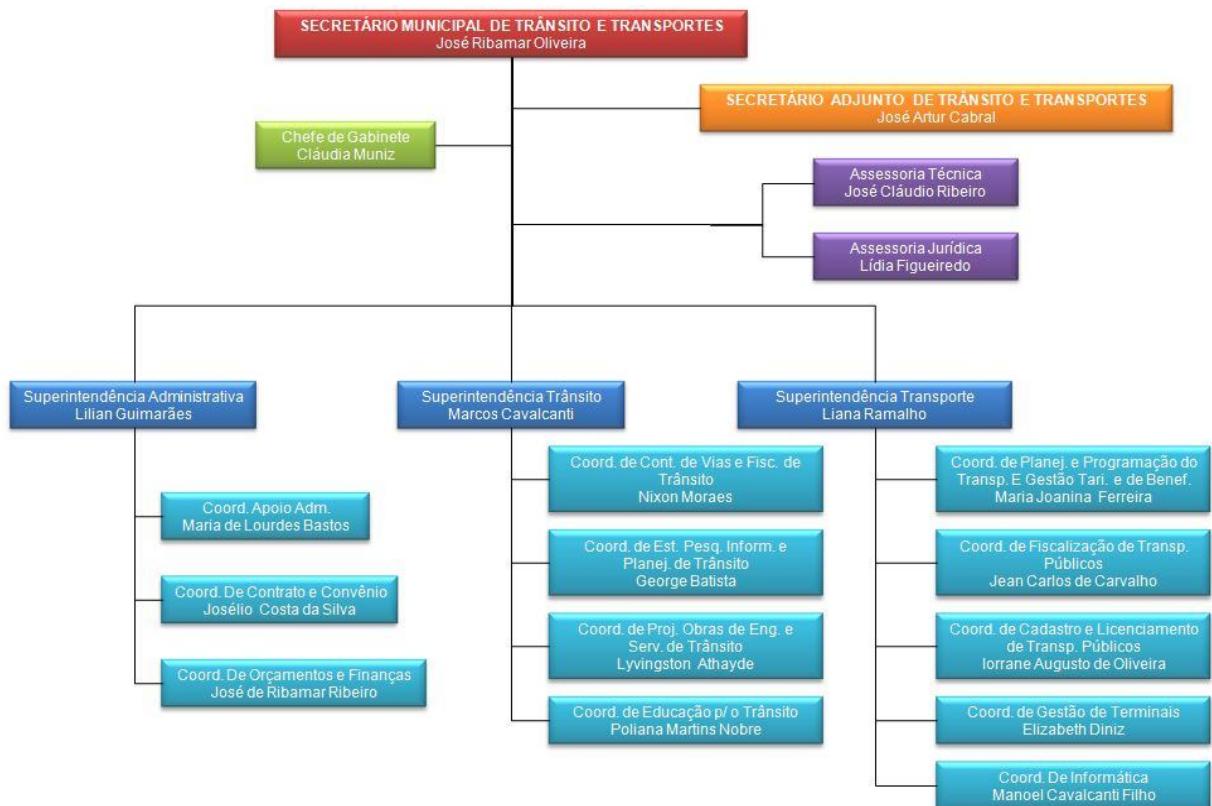 SECRETÁRIO MUNICIPAL DE TRÂNSITO E TRANSPORTES
José Ribamar Oliveira
SECRETÁRIO ADJUNTO DE TRÂNSITO E TRANSPORTES
José Artur Cabral
Chefe de Gabinete
Cláudia Muniz
Assessoria Técnica
José Cláudio Ribeiro
Assessoria Jurídica
Lídia Figueiredo
Superintendência Administrativa
Lilian Guimarães
Coord. Apoio Adm.
Maria de Lourdes Bastos
Coord. De Contrato e Convênio
Josélio Costa da Silva
Coord. De Orçamentos e Finanças
José de Ribamar Ribeiro
Superintendência Trânsito
Marcos Cavalcanti
Coord. de Cont. de Vias e Fisc. de
Trânsito
Nixon Moraes
Coord. de Est. Pesq. Inform. e
Planej. de Trânsito
George Batista
Coord. de Proj. Obras de Eng. e
Serv. de Trânsito
Lyvingston Athayde
Coord. de Educação p/ o Trânsito
Poliana Martins Nobre
Superintendência Transporte
Liana Ramalho
Coord. de Planej. e Programação do
Transp. E Gestão Tari. e de Benef.
Maria Joanina Ferreira
Coord. de Fiscalização de Transp.
Públicos
Jean Carlos de Carvalho
Coord. de Cadastro e Licenciamento
de Transp. Públicos
Iorrane Augusto de Oliveira
Coord. de Gestão de Terminais
Elizabeth Diniz
Coord. De Informática
Manoel Cavalcanti Filho